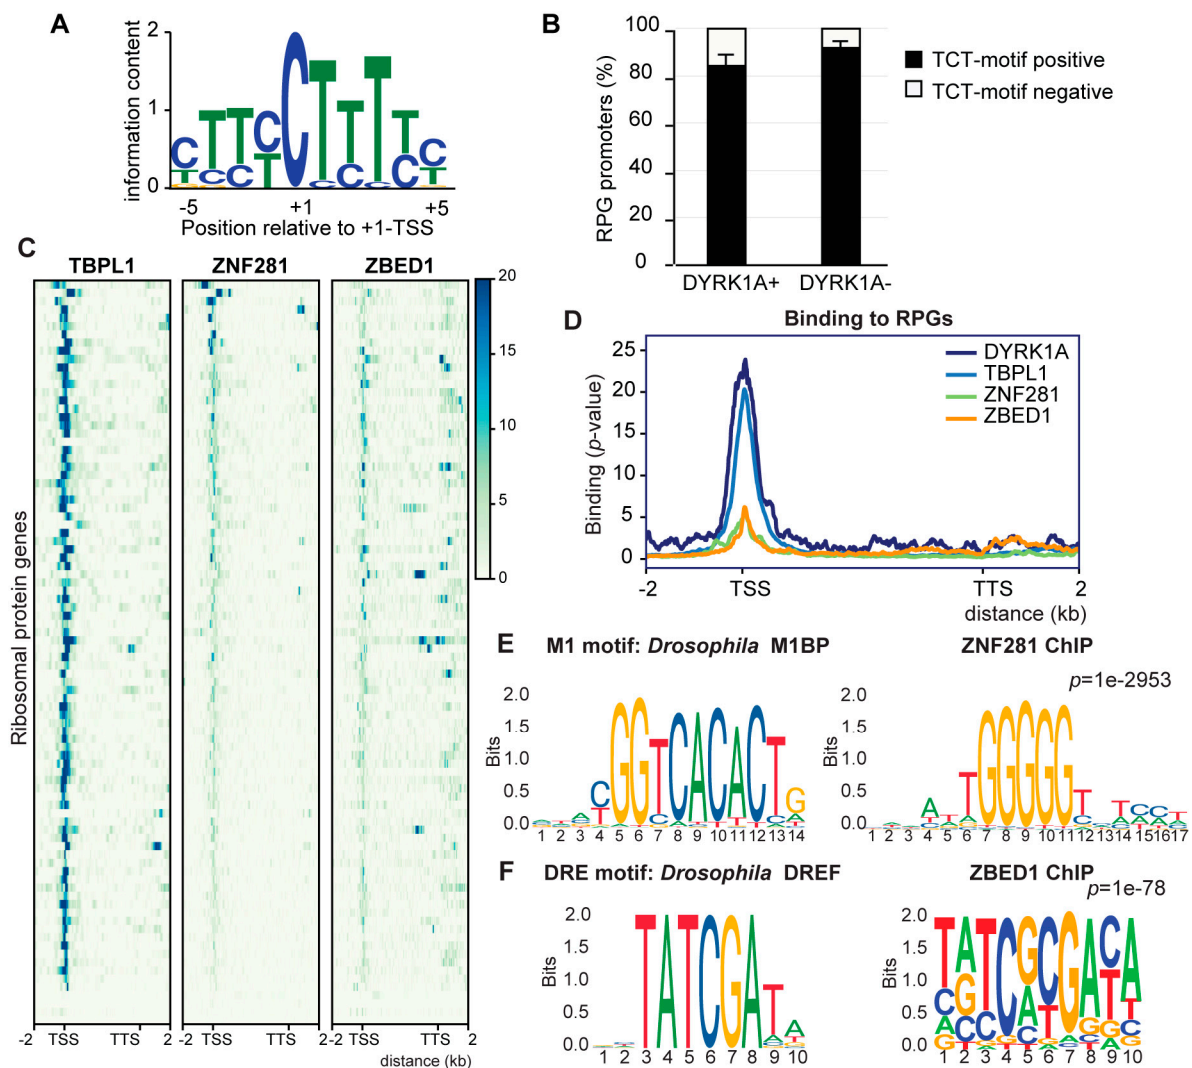 A
information content
2
1
0
-5
+1
+5
Position relative to +1-TSS
B
RPG promoters (%)
100
80
60
40
20
0
DYRK1A+
DYRK1A-
TCT-motif positive
TCT-motif negative
C
TBPL1
ZNF281
ZBED1
Ribosomal protein genes
20
15
10
5
0
-2 TSS TTS 2
-2 TSS TTS 2
-2 TSS TTS 2
distance (kb)
D
Binding to RPGs
Binding (p-value)
25
20
15
10
5
0
DYRK1A
TBPL1
ZNF281
ZBED1
-2 TSS TTS 2
distance (kb)
E
M1 motif: Drosophila M1BP
Bits
2.0
1.5
1.0
0.5
0.0
GGTCACACTG
1 2 3 4 5 6 7 8 9 10 11 12 13 14
ZNF281 ChIP
p=1e-2953
Bits
2.0
1.5
1.0
0.5
0.0
TGGGGGT
1 2 3 4 5 6 7 8 9 10 11 12 13 14 15 16 17
F
DRE motif: Drosophila DREF
Bits
2.0
1.5
1.0
0.5
0.0
TATCGATA
1 2 3 4 5 6 7 8 9 10
ZBED1 ChIP
p=1e-78
Bits
2.0
1.5
1.0
0.5
0.0
TATCGCGACA
1 2 3 4 5 6 7 8 9 10